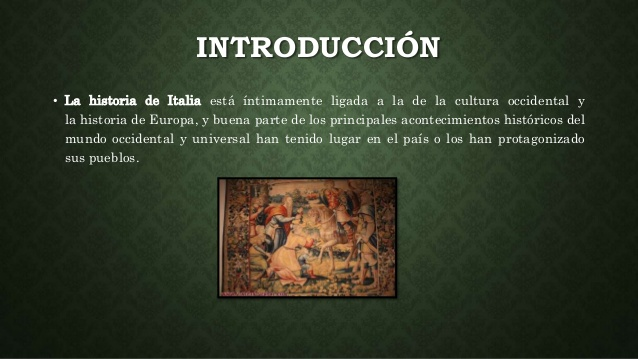 INTRODUCCIÓN
• La historia de Italia está íntimamente ligada a la de la cultura occidental y
la historia de Europa, y buena parte de los principales acontecimientos históricos del
mundo occidental y universal han tenido lugar en el país o los han protagonizado
sus pueblos.